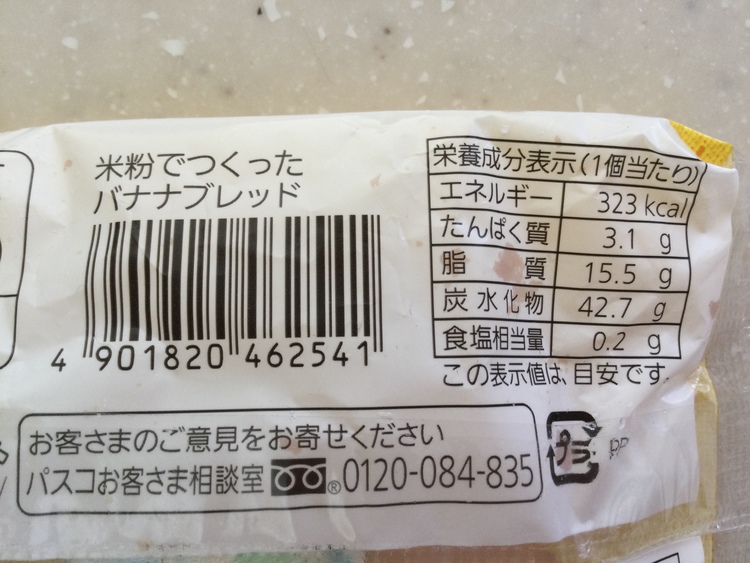 米粉でつくった
バナナブレッド
4 901820 462541
栄養成分表示(1個当たり)
エネルギー 323 kcal
たんぱく質 3.1 g
脂質 15.5 g
炭水化物 42.7 g
食塩相当量 0.2 g
この表示値は、目安です。
お客さまのご意見をお寄せください
パスコお客さま相談室 ®0120-084-835
プラ
PP